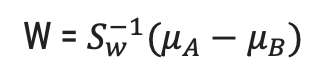 W = S_w^{-1}(μ_A − μ_B)